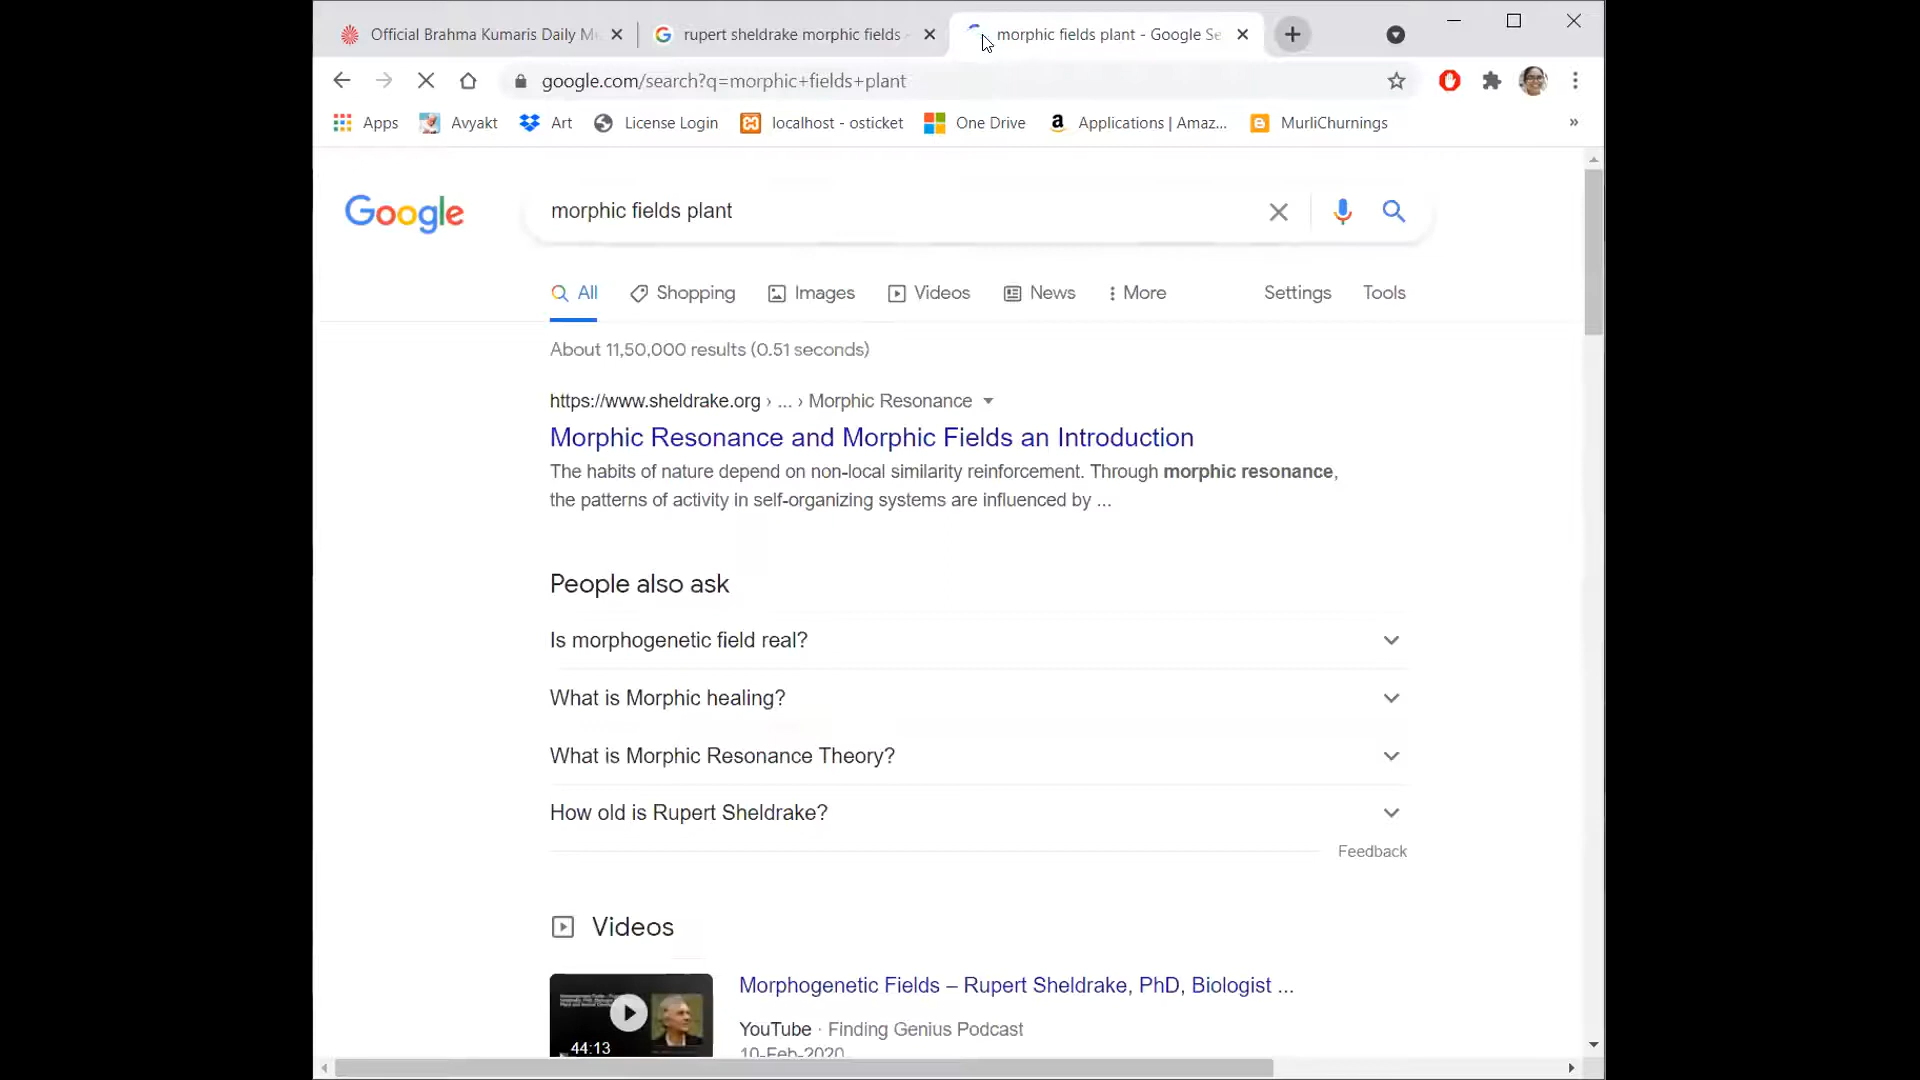 Official Brahma Kumaris Daily M
rupert sheldrake morphic fields -
morphic fields plant - Google Se
google.com/search?q=morphic+fields+plant
Apps
Avyakt
Art
License Login
localhost - osticket
One Drive
Applications | Amaz...
MurliChurnings
»
Google
morphic fields plant
All
Shopping
Images
Videos
News
More
Settings
Tools
About 11,50,000 results (0.51 seconds)
https://www.sheldrake.org › ... › Morphic Resonance
Morphic Resonance and Morphic Fields an Introduction
The habits of nature depend on non-local similarity reinforcement. Through morphic resonance,
the patterns of activity in self-organizing systems are influenced by ...
People also ask
Is morphogenetic field real?
What is Morphic healing?
What is Morphic Resonance Theory?
How old is Rupert Sheldrake?
Feedback
Videos
Morphogenetic Fields – Rupert Sheldrake, PhD, Biologist ...
YouTube · Finding Genius Podcast
10-Feb-2020
44:13